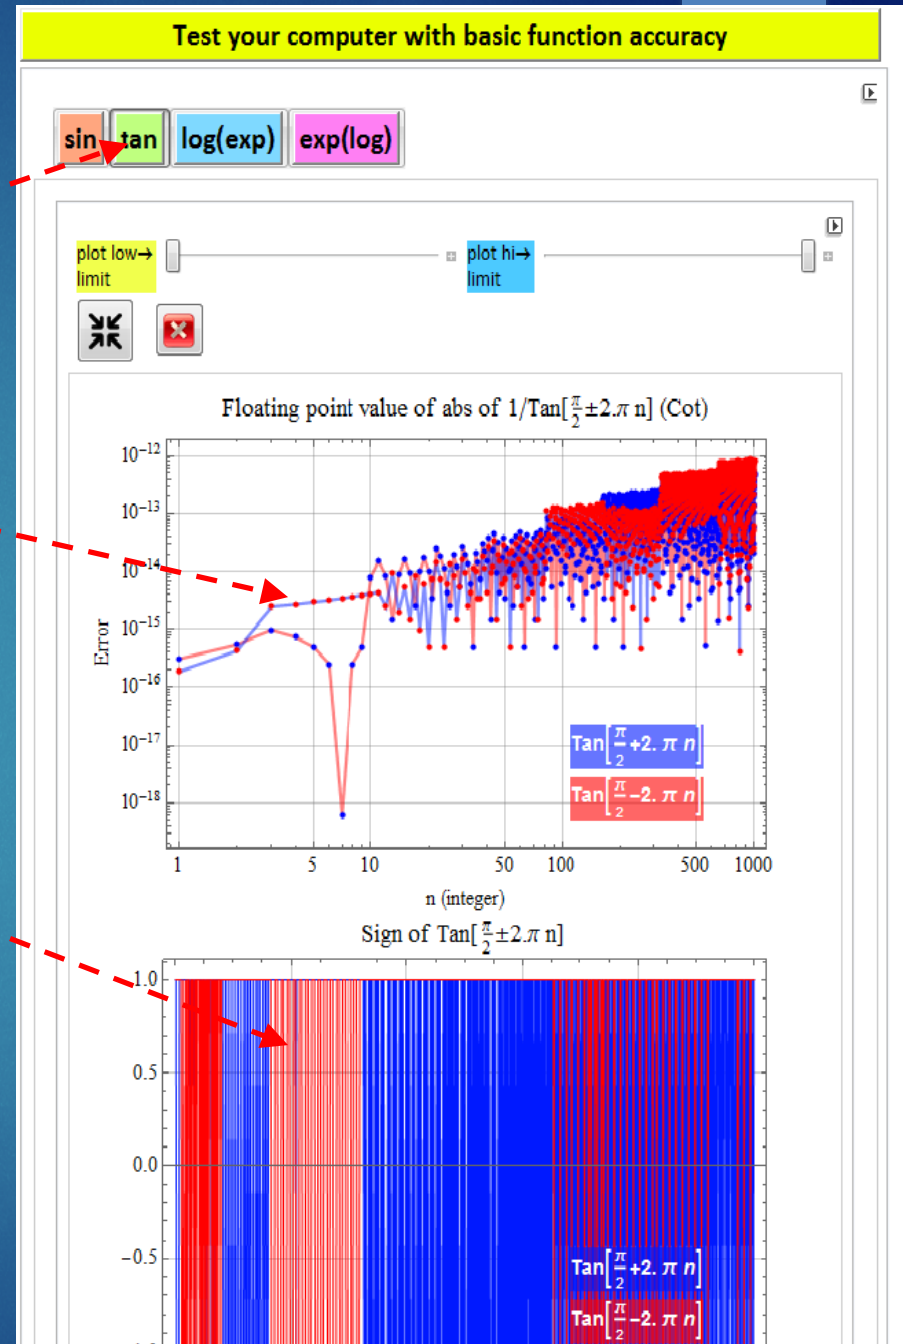 Test your computer with basic function accuracy
sin tan log(exp) exp(log)
plot low→ limit
plot hi→ limit
Floating point value of abs of 1/Tan[π/2±2.π n] (Cot)
10^-12
10^-13
10^-14
10^-15
10^-16
10^-17
10^-18
Error
Tan[π/2+2. π n]
Tan[π/2-2. π n]
1 5 10 50 100 500 1000
n (integer)
Sign of Tan[π/2±2.π n]
1.0
0.5
0.0
-0.5
Tan[π/2+2. π n]
Tan[π/2-2. π n]